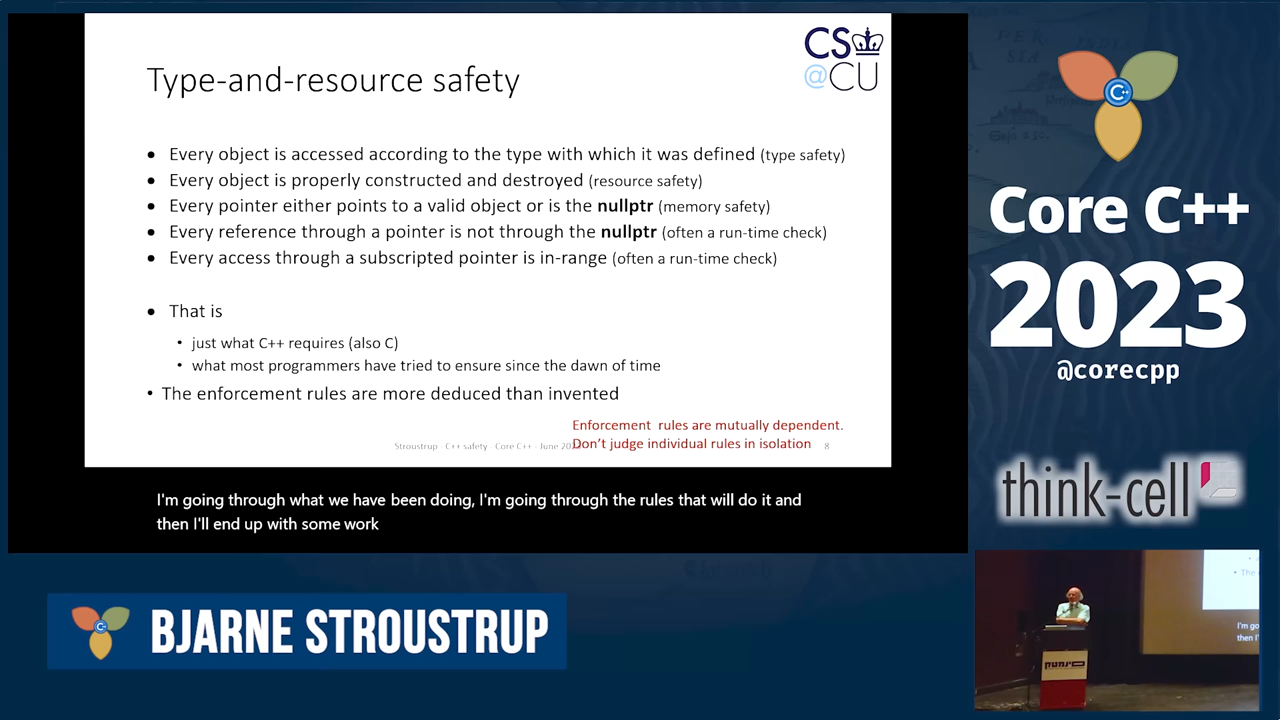 CS
@CU
Type-and-resource safety
• Every object is accessed according to the type with which it was defined (type safety)
• Every object is properly constructed and destroyed (resource safety)
• Every pointer either points to a valid object or is the nullptr (memory safety)
• Every reference through a pointer is not through the nullptr (often a run-time check)
• Every access through a subscripted pointer is in-range (often a run-time check)
• That is
• just what C++ requires (also C)
• what most programmers have tried to ensure since the dawn of time
• The enforcement rules are more deduced than invented
Enforcement rules are mutually dependent.
Don't judge individual rules in isolation
Stroustrup - C++ safety - Core C++ - June 20
8
I'm going through what we have been doing, I'm going through the rules that will do it and
then I'll end up with some work
C++
BJARNE STROUSTRUP
C++
Core C++
2023
@corecpp
think-cell
• The
I'm go
then I'